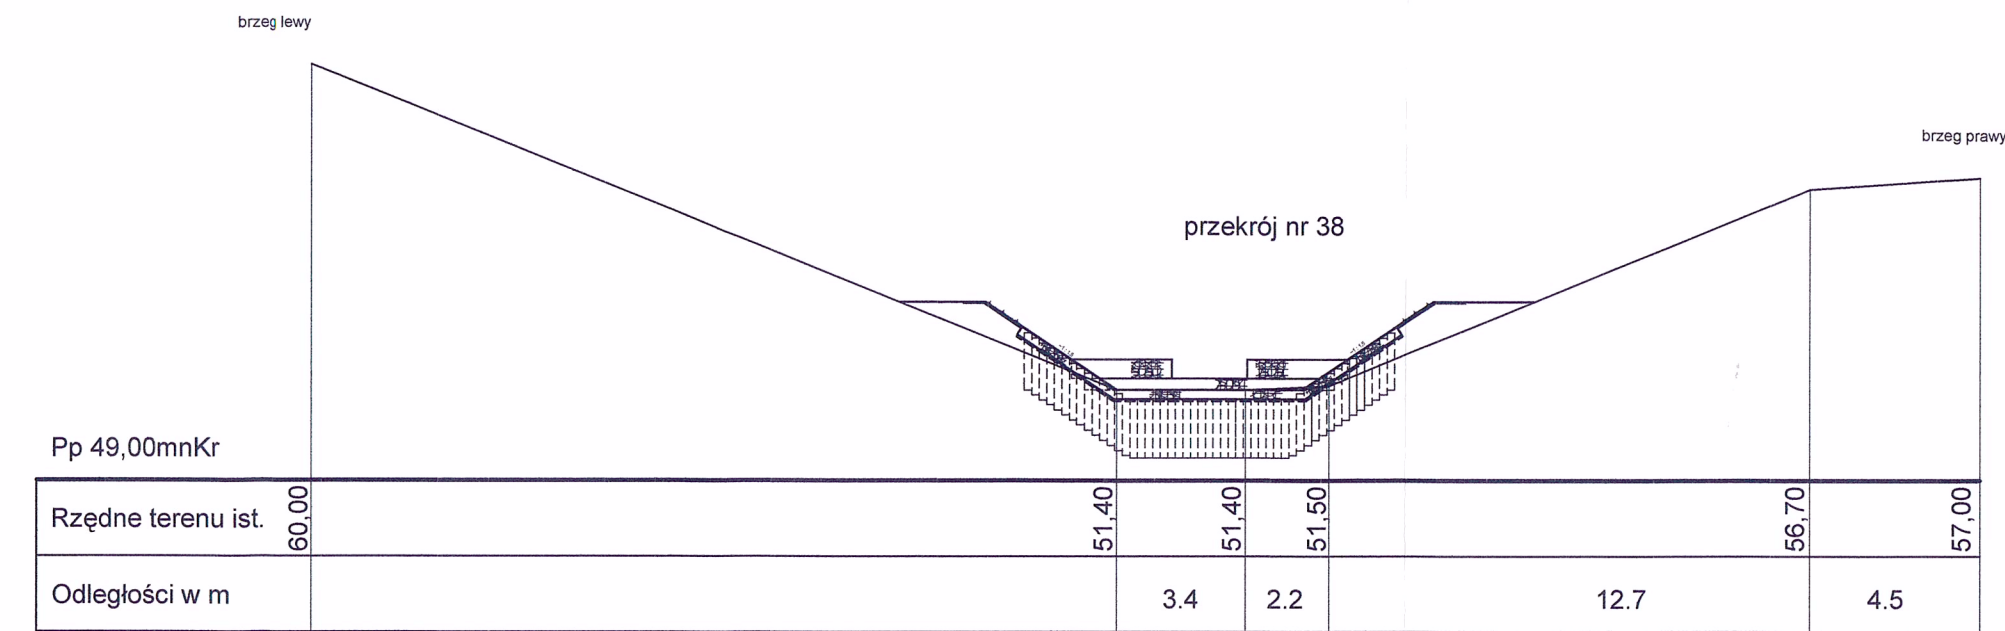 brzeg lewy
brzeg prawy
przekrój nr 38
Pp 49,00mnKr
Rzędne terenu ist. 60,00 51,40 51,40 51,50 56,70 57,00
Odległości w m 3.4 2.2 12.7 4.5